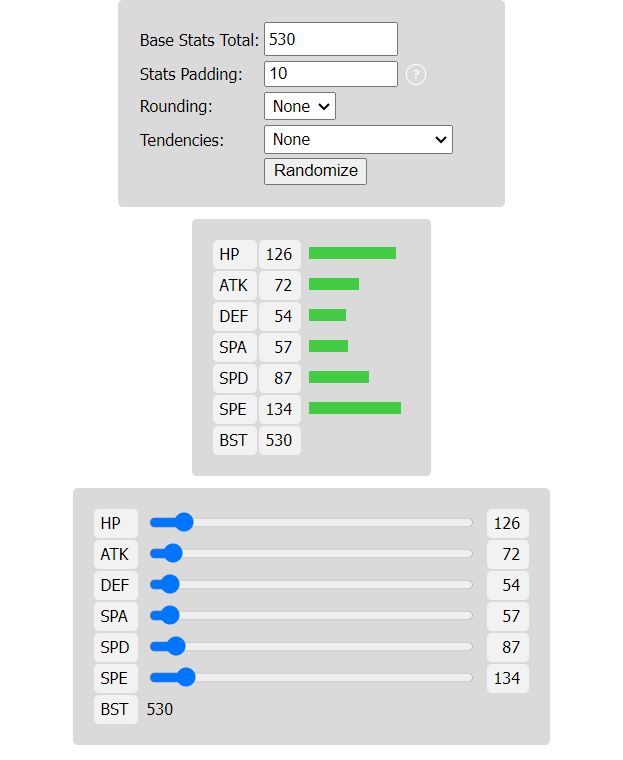 Base Stats Total: 530
Stats Padding: 10 ?
Rounding: None
Tendencies: None
Randomize
HP 126
ATK 72
DEF 54
SPA 57
SPD 87
SPE 134
BST 530
HP 126
ATK 72
DEF 54
SPA 57
SPD 87
SPE 134
BST 530